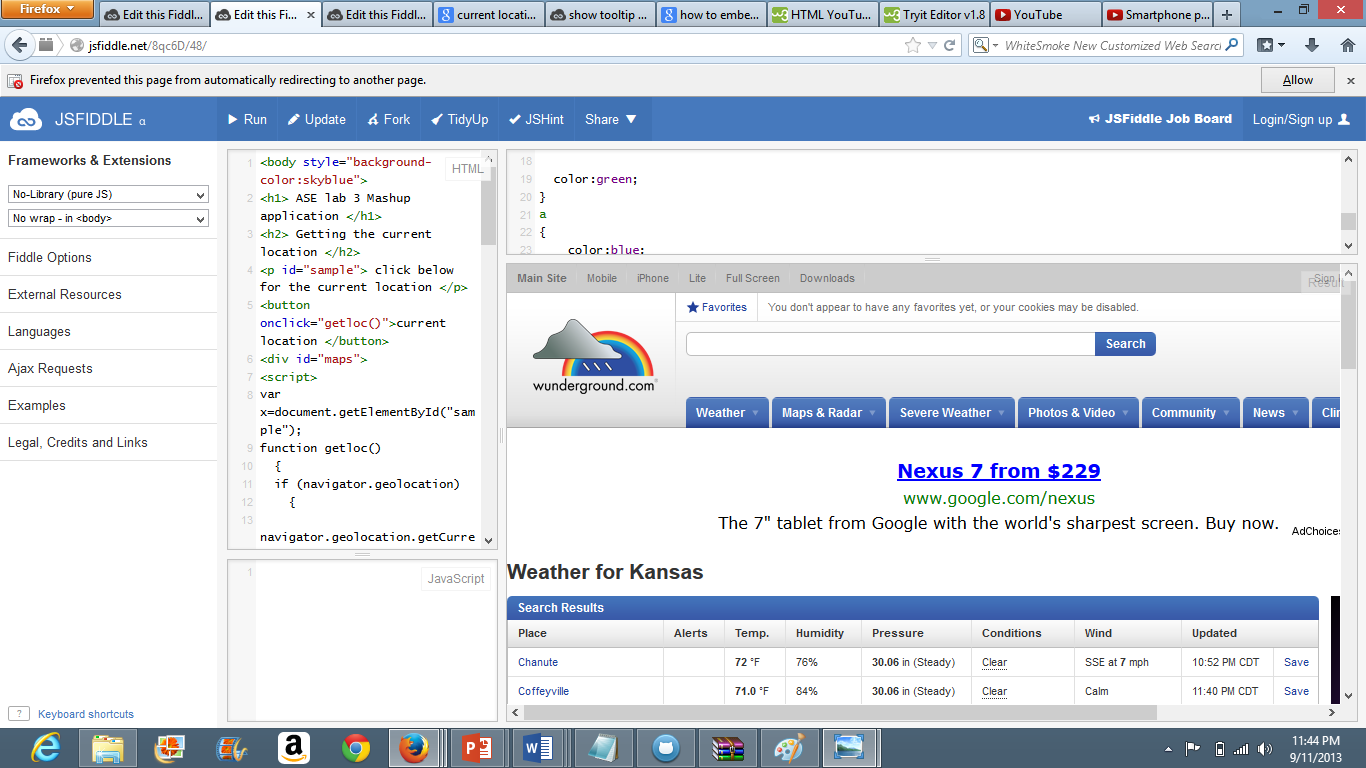 Firefox
Edit this Fiddl...
Edit this Fi...
Edit this Fiddl...
current locati...
show tooltip ...
how to embe...
HTML YouTu...
Tryit Editor v1.8
YouTube
Smartphone p...
jsfiddle.net/8qc6D/48/
WhiteSmoke New Customized Web Searc
Firefox prevented this page from automatically redirecting to another page.
Allow
JSFIDDLE α
Run
Update
Fork
TidyUp
JSHint
Share
JSFiddle Job Board
Login/Sign up
Frameworks & Extensions
No-Library (pure JS)
No wrap - in <body>
Fiddle Options
External Resources
Languages
Ajax Requests
Examples
Legal, Credits and Links
? Keyboard shortcuts
HTML
1 <body style="background-
color:skyblue">
2 <h1> ASE lab 3 Mashup
application </h1>
3 <h2> Getting the current
location </h2>
4 <p id="sample"> click below
for the current location </p>
5 <button
onclick="getloc()">current
location </button>
6 <div id="maps">
7 <script>
8 var
x=document.getElementById("sam
ple");
9 function getloc()
10 {
11 if (navigator.geolocation)
12 {
13
navigator.geolocation.getCurre
1
JavaScript
18
19 color:green;
20 }
21 a
22 {
23 color:blue;
Main Site
Mobile
iPhone
Lite
Full Screen
Downloads
Sign
Result
Favorites
You don't appear to have any favorites yet, or your cookies may be disabled.
Search
wunderground.com
Weather
Maps & Radar
Severe Weather
Photos & Video
Community
News
Clin
Nexus 7 from $229
www.google.com/nexus
The 7" tablet from Google with the world's sharpest screen. Buy now.
AdChoices
Weather for Kansas
Search Results
Place Alerts Temp. Humidity Pressure Conditions Wind Updated
Chanute 72 °F 76% 30.06 in (Steady) Clear SSE at 7 mph 10:52 PM CDT Save
Coffeyville 71.0 °F 84% 30.06 in (Steady) Clear Calm 11:40 PM CDT Save
11:44 PM
9/11/2013